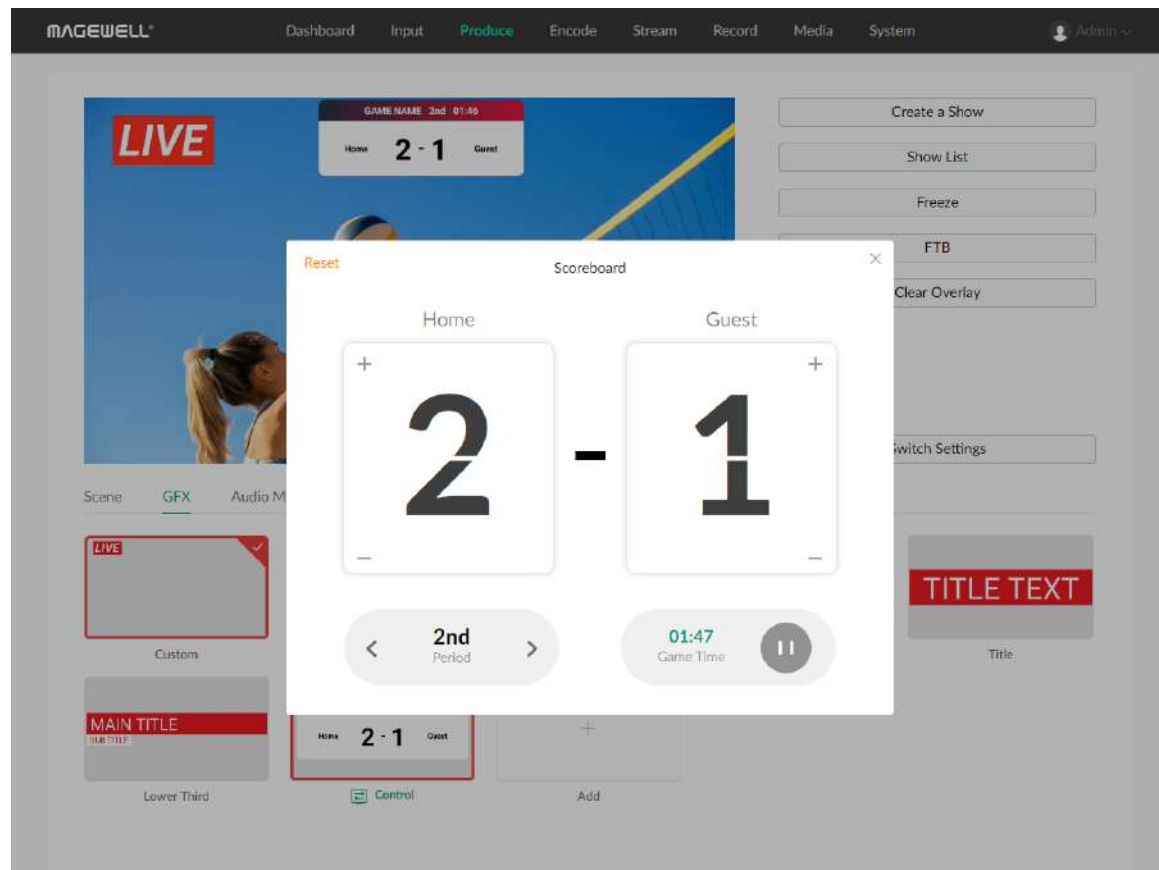 MAGEWELL®
Dashboard Input Produce Encode Stream Record Media System Admin
LIVE
GAME NAME 2nd 01:46
Home 2 - 1 Guest
Create a Show
Show List
Freeze
FTB
Clear Overlay
Switch Settings
Reset Scoreboard
Home Guest
+ +
2 - 1
− −
2nd
Period
01:47
Game Time
Scene GFX Audio M
LIVE
Custom
TITLE TEXT
Title
MAIN TITLE
SUB TITLE
Lower Third
Home 2 - 1 Guest
Control
+
Add